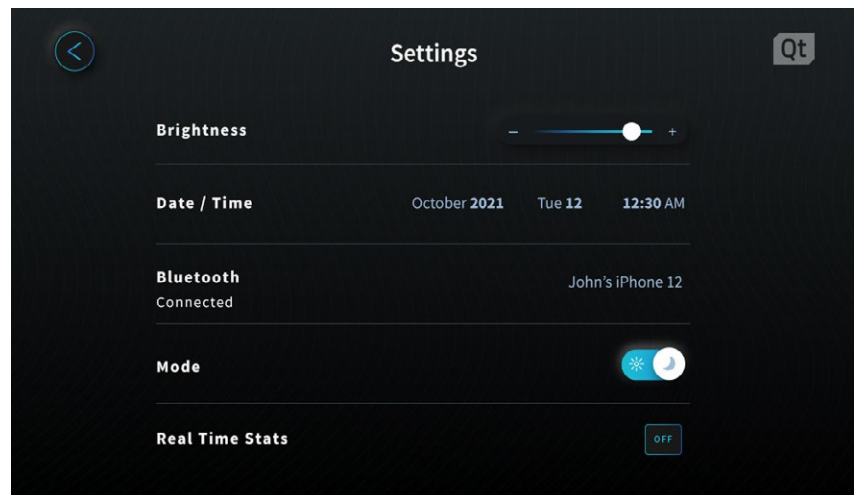 Settings
Qt
Brightness
– +
Date / Time October 2021 Tue 12 12:30 AM
Bluetooth
Connected
John's iPhone 12
Mode
Real Time Stats OFF